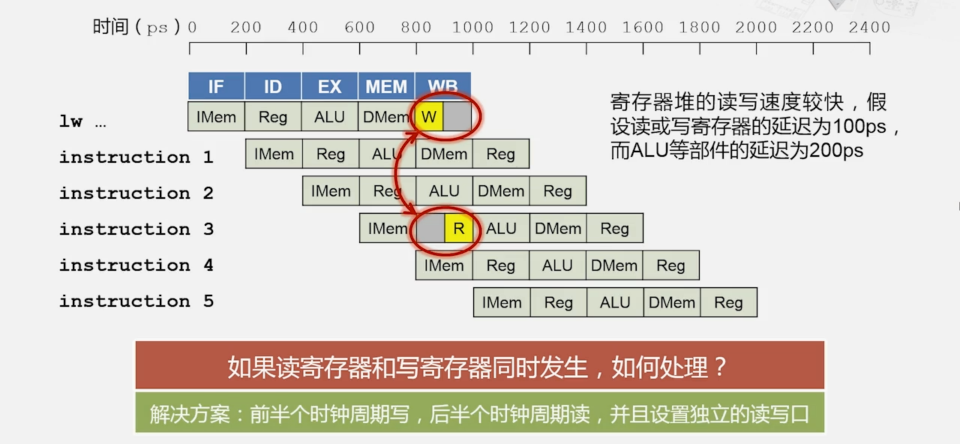 时间（ps） 0 200 400 600 800 1000 1200 1400 1600 1800 2000 2200 2400
IF ID EX MEM WB
lw … IMem Reg ALU DMem W
instruction 1 IMem Reg ALU DMem Reg
instruction 2 IMem Reg ALU DMem Reg
instruction 3 IMem R ALU DMem Reg
instruction 4 IMem Reg ALU DMem Reg
instruction 5 IMem Reg ALU DMem Reg
寄存器堆的读写速度较快，假
设读或写寄存器的延迟为100ps，
而ALU等部件的延迟为200ps
如果读寄存器和写寄存器同时发生，如何处理？
解决方案：前半个时钟周期写，后半个时钟周期读，并且设置独立的读写口